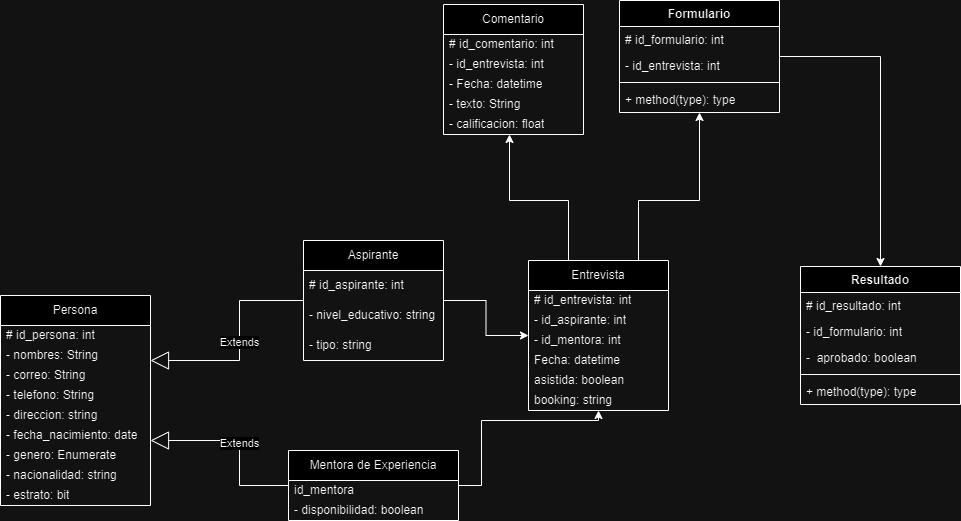 Comentario
# id_comentario: int
- id_entrevista: int
- Fecha: datetime
- texto: String
- calificacion: float
Formulario
# id_formulario: int
- id_entrevista: int
+ method(type): type
Aspirante
# id_aspirante: int
- nivel_educativo: string
- tipo: string
Entrevista
# id_entrevista: int
- id_aspirante: int
- id_mentora: int
Fecha: datetime
asistida: boolean
booking: string
Resultado
# id_resultado: int
- id_formulario: int
- aprobado: boolean
+ method(type): type
Persona
# id_persona: int
- nombres: String
- correo: String
- telefono: String
- direccion: string
- fecha_nacimiento: date
- genero: Enumerate
- nacionalidad: string
- estrato: bit
Extends
Extends
Mentora de Experiencia
id_mentora
- disponibilidad: boolean